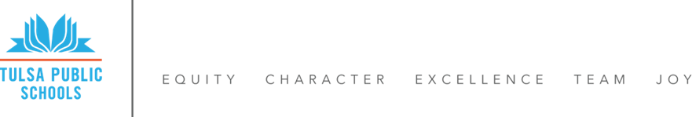 TULSA PUBLIC
SCHOOLS
EQUITY CHARACTER EXCELLENCE TEAM JOY